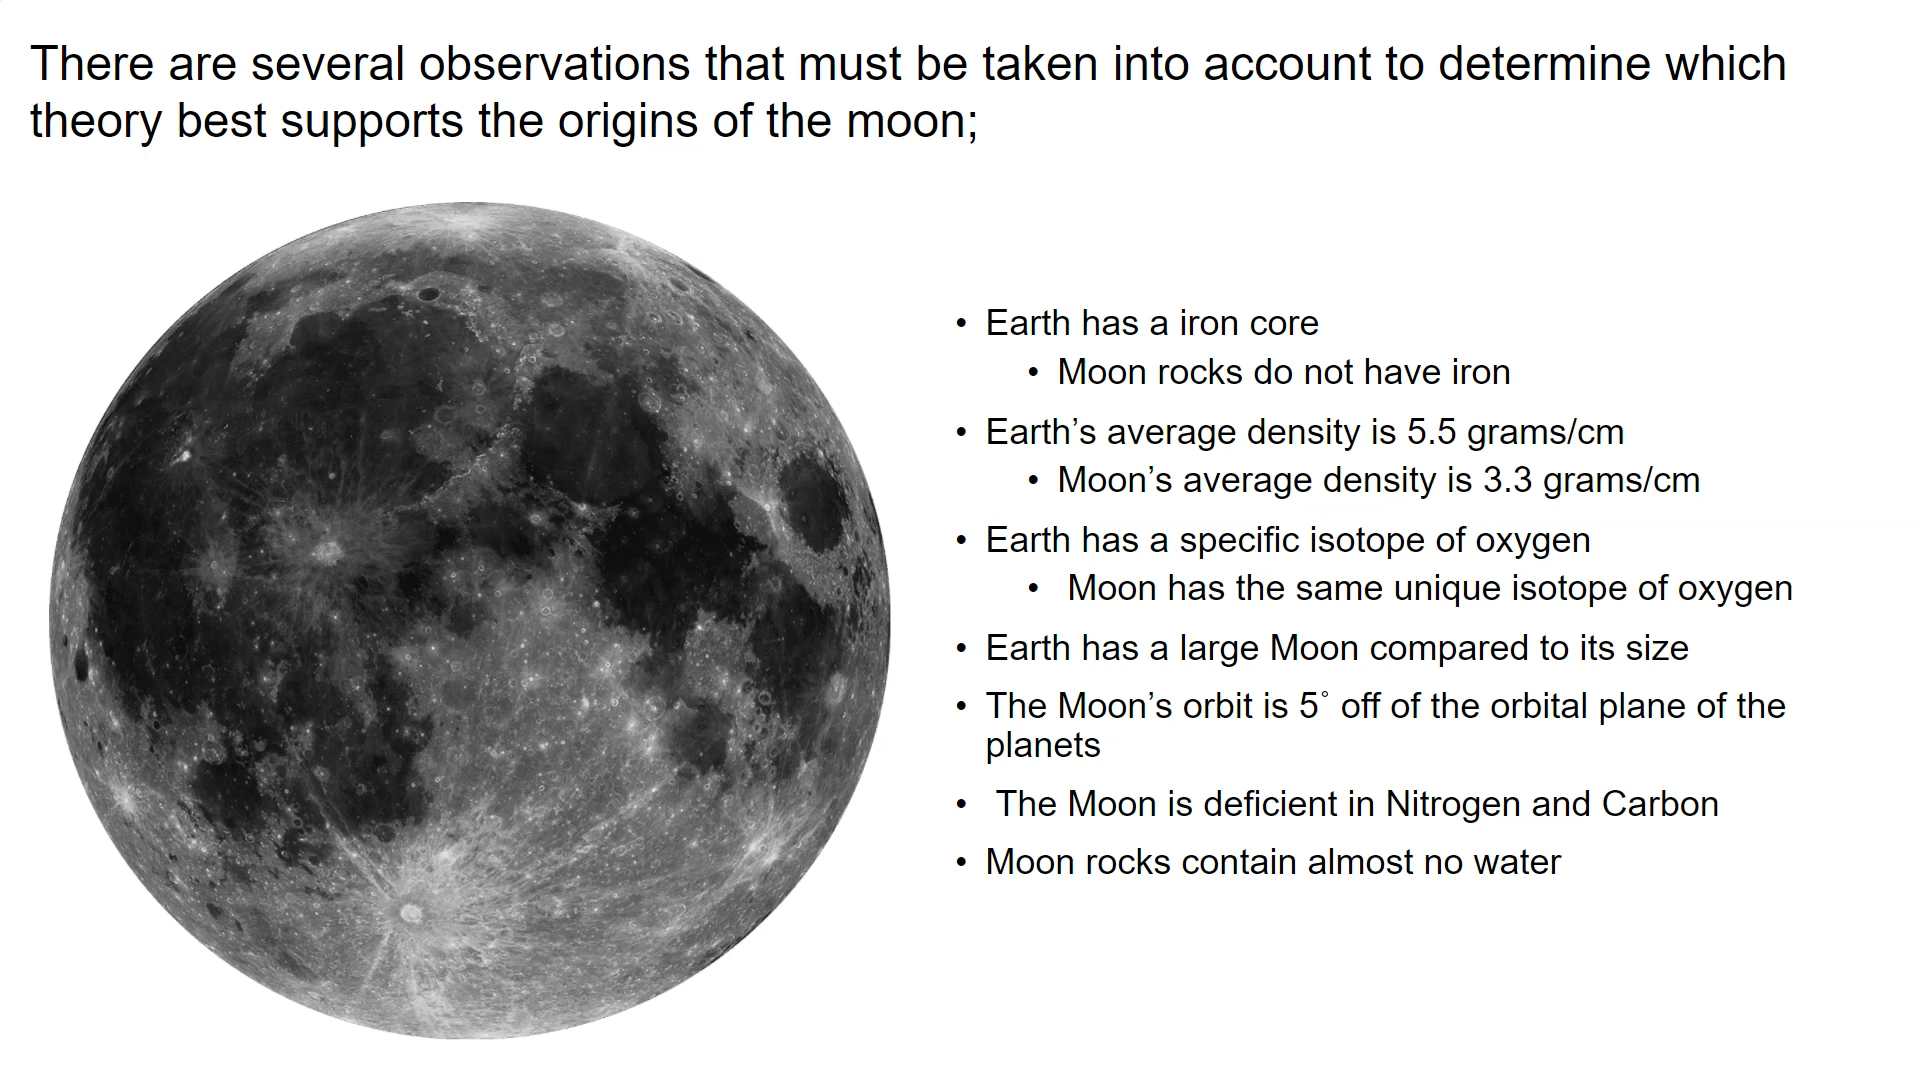 There are several observations that must be taken into account to determine which
theory best supports the origins of the moon;
• Earth has a iron core
• Moon rocks do not have iron
• Earth’s average density is 5.5 grams/cm
• Moon’s average density is 3.3 grams/cm
• Earth has a specific isotope of oxygen
• Moon has the same unique isotope of oxygen
• Earth has a large Moon compared to its size
• The Moon’s orbit is 5° off of the orbital plane of the
planets
• The Moon is deficient in Nitrogen and Carbon
• Moon rocks contain almost no water